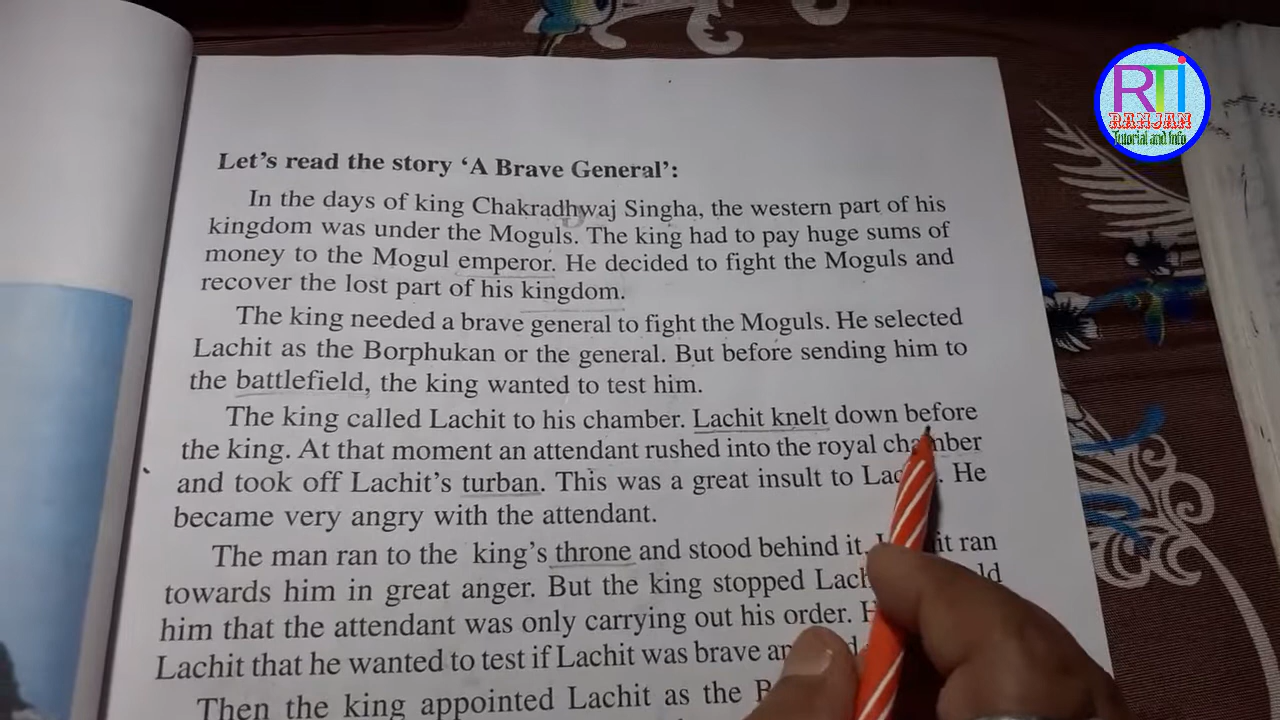 RTi
RANJAN
Tutorial and Info
Let's read the story 'A Brave General':
In the days of king Chakradhwaj Singha, the western part of his
kingdom was under the Moguls. The king had to pay huge sums of
money to the Mogul emperor. He decided to fight the Moguls and
recover the lost part of his kingdom.
The king needed a brave general to fight the Moguls. He selected
Lachit as the Borphukan or the general. But before sending him to
the battlefield, the king wanted to test him.
The king called Lachit to his chamber. Lachit knelt down before
the king. At that moment an attendant rushed into the royal chamber
and took off Lachit's turban. This was a great insult to He
became very angry with the attendant.
The man ran to the king's throne and stood behind it. ran
towards him in great anger. But the king stopped
him that the attendant was only carrying out his order.
Lachit that he wanted to test if Lachit was brave
Then the king appointed Lachit as the